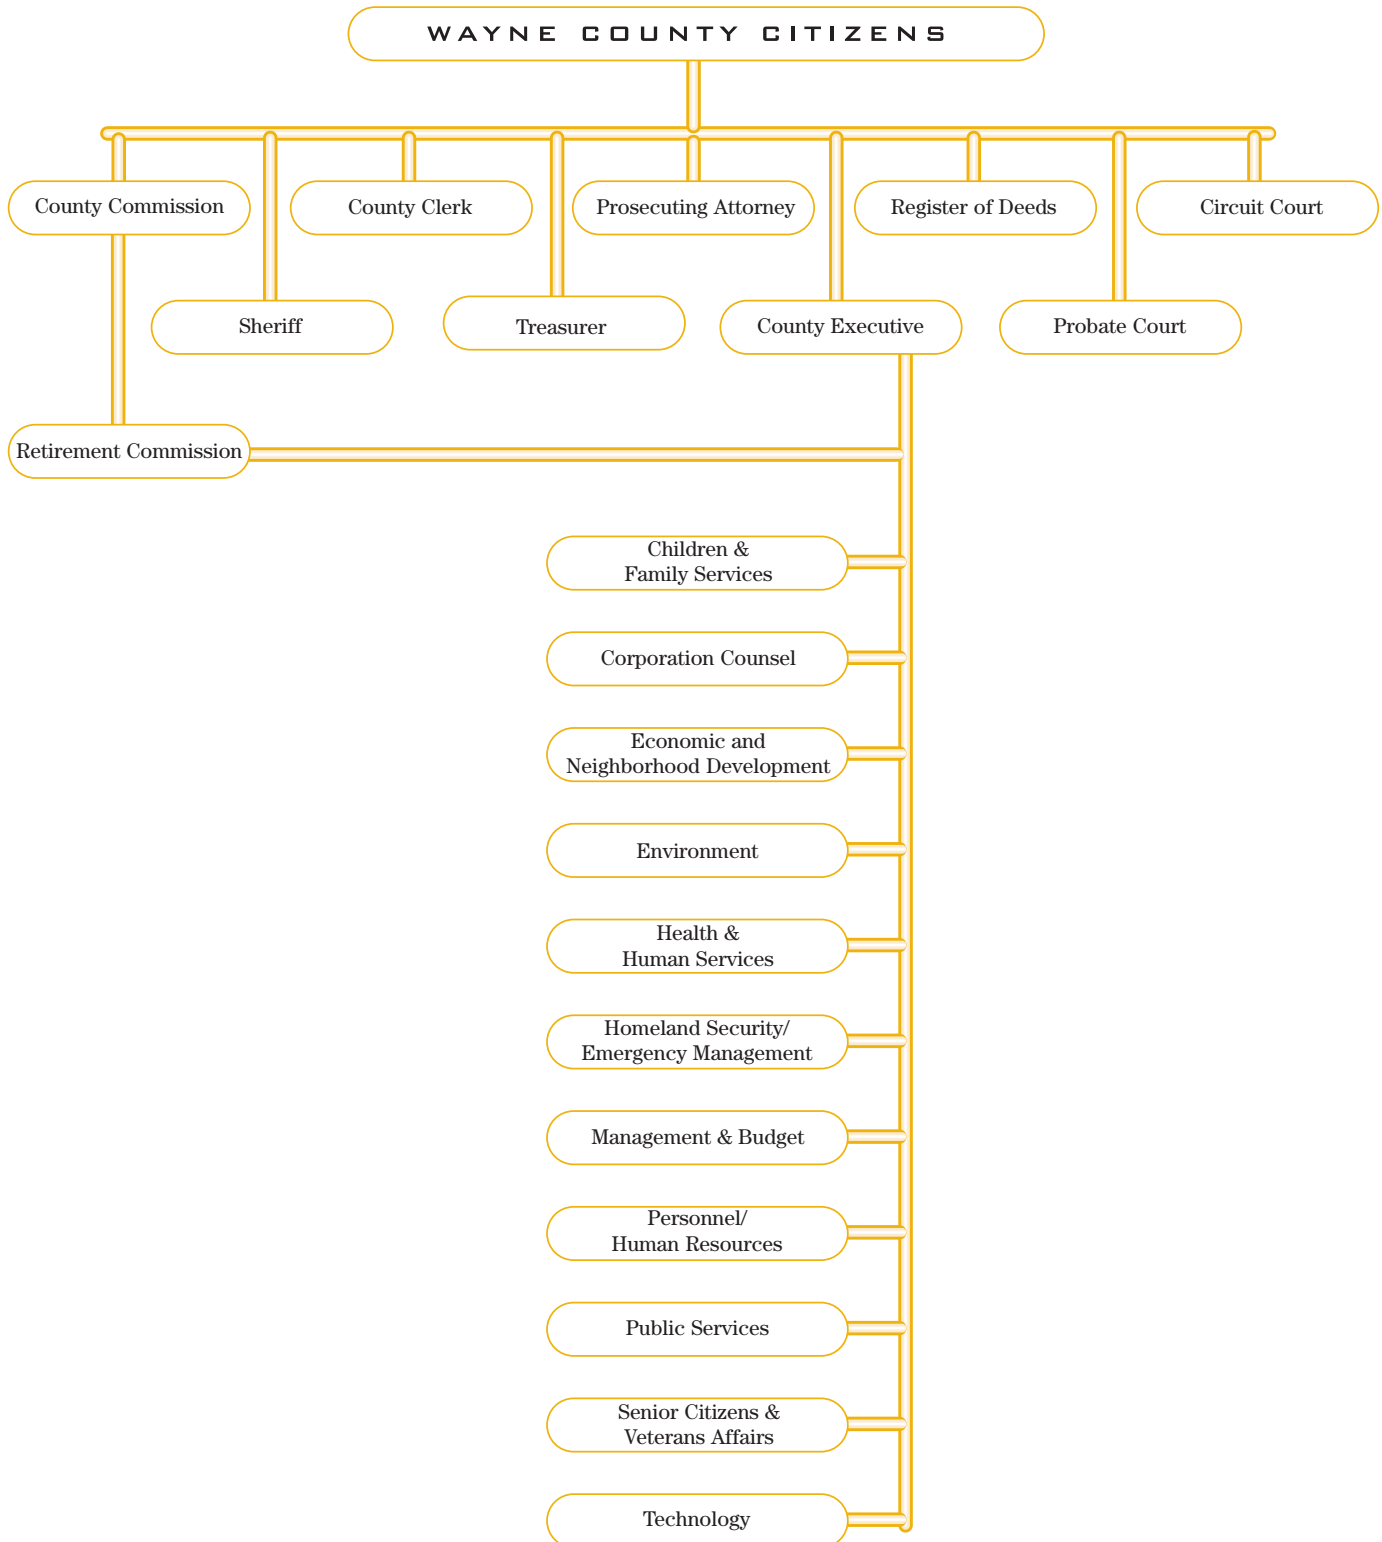 WAYNE COUNTY CITIZENS
County Commission
County Clerk
Prosecuting Attorney
Register of Deeds
Circuit Court
Sheriff
Treasurer
County Executive
Probate Court
Retirement Commission
Children &
Family Services
Corporation Counsel
Economic and
Neighborhood Development
Environment
Health &
Human Services
Homeland Security/
Emergency Management
Management & Budget
Personnel/
Human Resources
Public Services
Senior Citizens &
Veterans Affairs
Technology